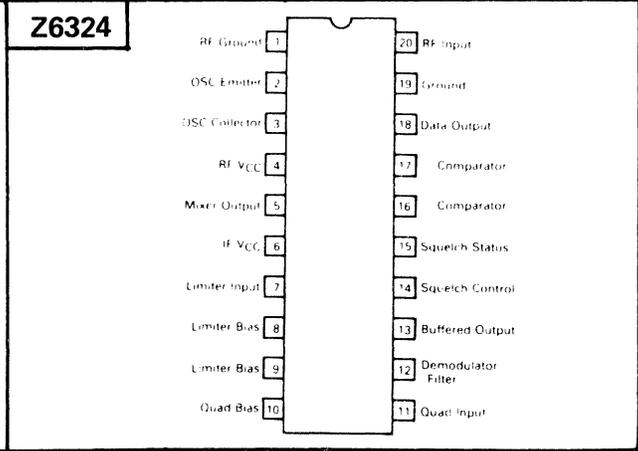 Z6324
RF Ground 1
OSC Emitter 2
OSC Collector 3
RF VCC 4
Mixer Output 5
IF VCC 6
Limiter Input 7
Limiter Bias 8
Limiter Bias 9
Quad Bias 10
20 RF Input
19 Ground
18 Data Output
17 Comparator
16 Comparator
15 Squelch Status
14 Squelch Control
13 Buffered Output
12 Demodulator
Filter
11 Quad Input